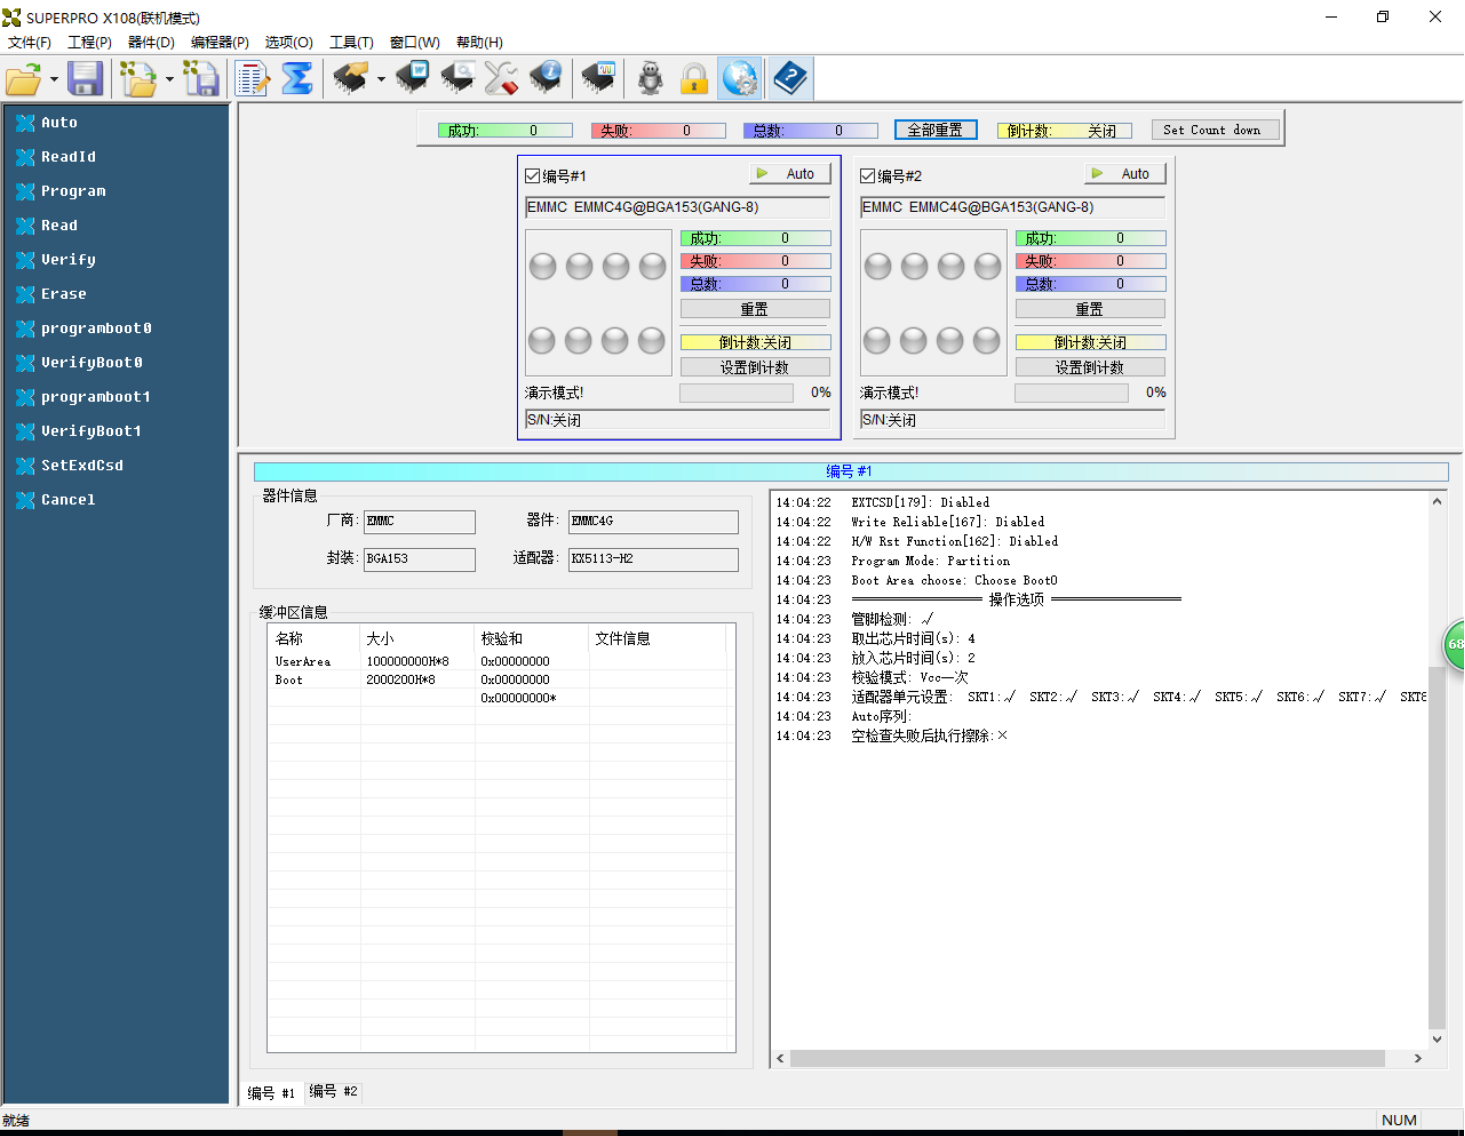 SUPERPRO X108(联机模式)
文件(F) 工程(P) 器件(D) 编程器(P) 选项(O) 工具(T) 窗口(W) 帮助(H)
Auto
ReadId
Program
Read
Verify
Erase
programboot0
VerifyBoot0
programboot1
VerifyBoot1
SetExdCsd
Cancel
成功: 0 失败: 0 总数: 0 全部重置 倒计数: 关闭 Set Count down
编号#1 Auto
EMMC EMMC4G@BGA153(GANG-8)
成功: 0
失败: 0
总数: 0
重置
倒计数:关闭
设置倒计数
演示模式! 0%
S/N:关闭
编号#2 Auto
EMMC EMMC4G@BGA153(GANG-8)
成功: 0
失败: 0
总数: 0
重置
倒计数:关闭
设置倒计数
演示模式! 0%
S/N:关闭
编号 #1
器件信息
厂商: EMMC 器件: EMMC4G
封装: BGA153 适配器: KX5113-H2
缓冲区信息
名称 大小 校验和 文件信息
UserArea 100000000H*8 0x00000000
Boot 2000200H*8 0x00000000
0x00000000*
14:04:22 EXTCSD[179]: Diabled
14:04:22 Write Reliable[167]: Diabled
14:04:22 H/W Rst Function[162]: Diabled
14:04:23 Program Mode: Partition
14:04:23 Boot Area choose: Choose Boot0
14:04:23 ══════════ 操作选项 ══════════
14:04:23 管脚检测: √
14:04:23 取出芯片时间(s): 4
14:04:23 放入芯片时间(s): 2
14:04:23 校验模式: Vcc一次
14:04:23 适配器单元设置: SKT1:√ SKT2:√ SKT3:√ SKT4:√ SKT5:√ SKT6:√ SKT7:√ SKT8
14:04:23 Auto序列:
14:04:23 空检查失败后执行擦除:×
68
编号 #1 编号 #2
就绪 NUM